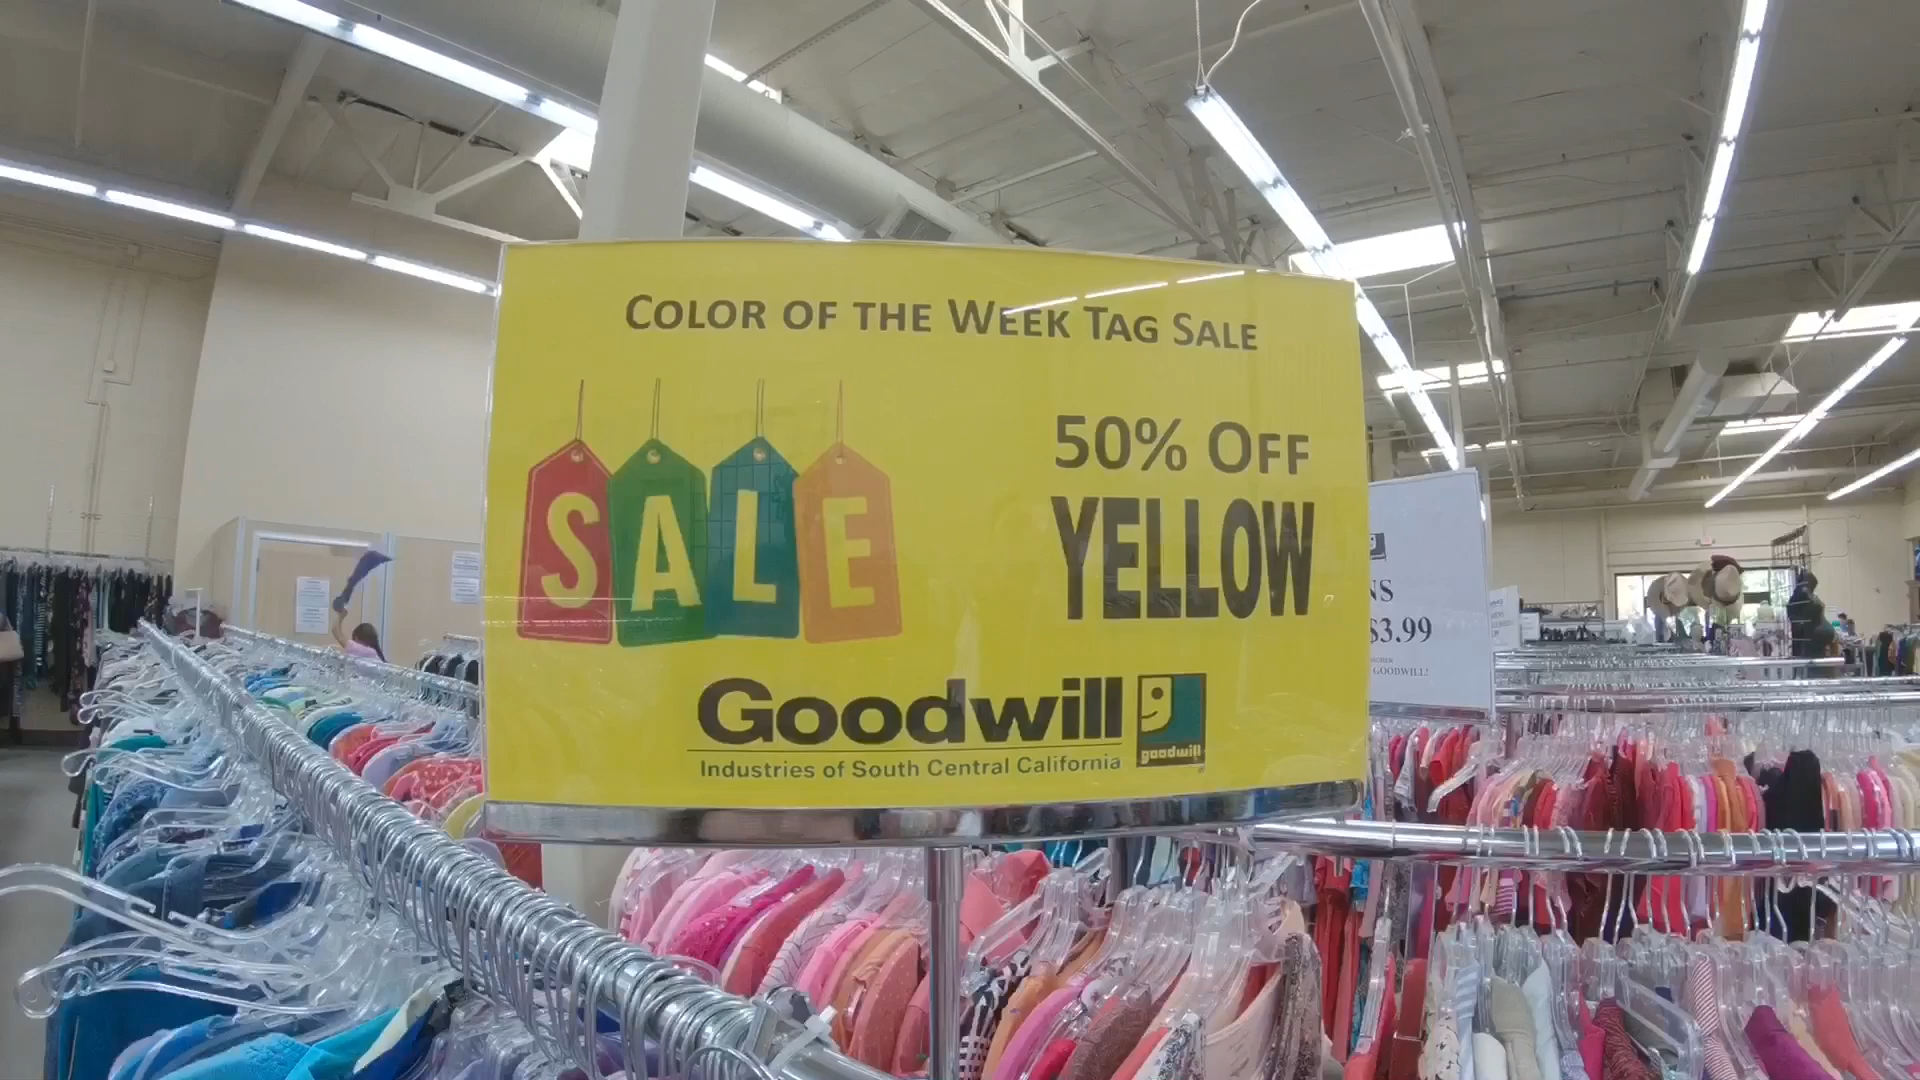 COLOR OF THE WEEK TAG SALE
SALE
50% OFF
YELLOW
Goodwill
goodwill
Industries of South Central California
$3.99
GOODWILL!